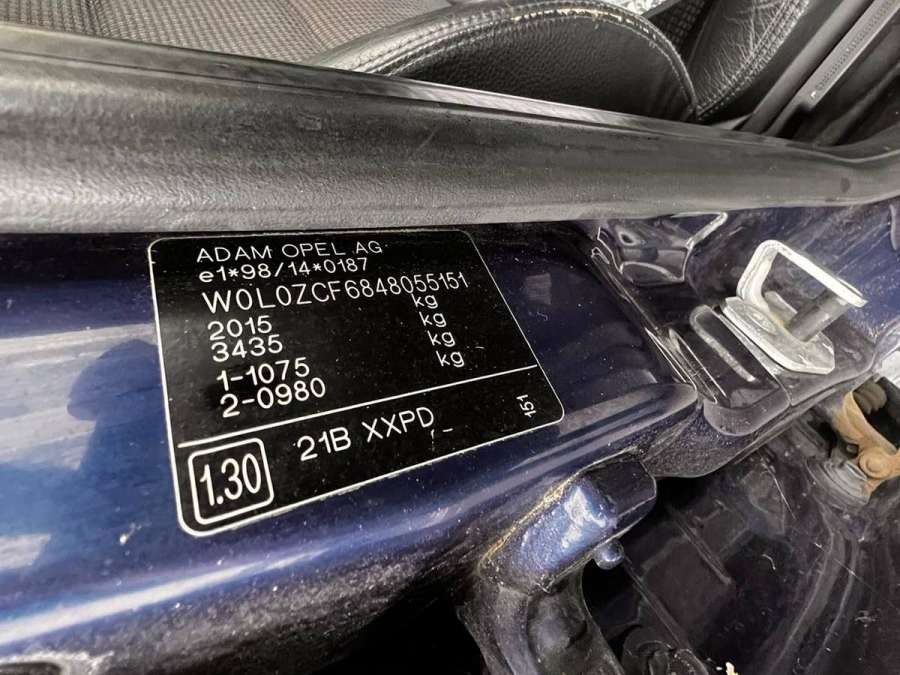 ADAM OPEL AG
e1*98/14*0187
W0L0ZCF6848055151
2015 kg
3435 kg
1-1075 kg
2-0980 kg
1.30 21B XXPD_ 151